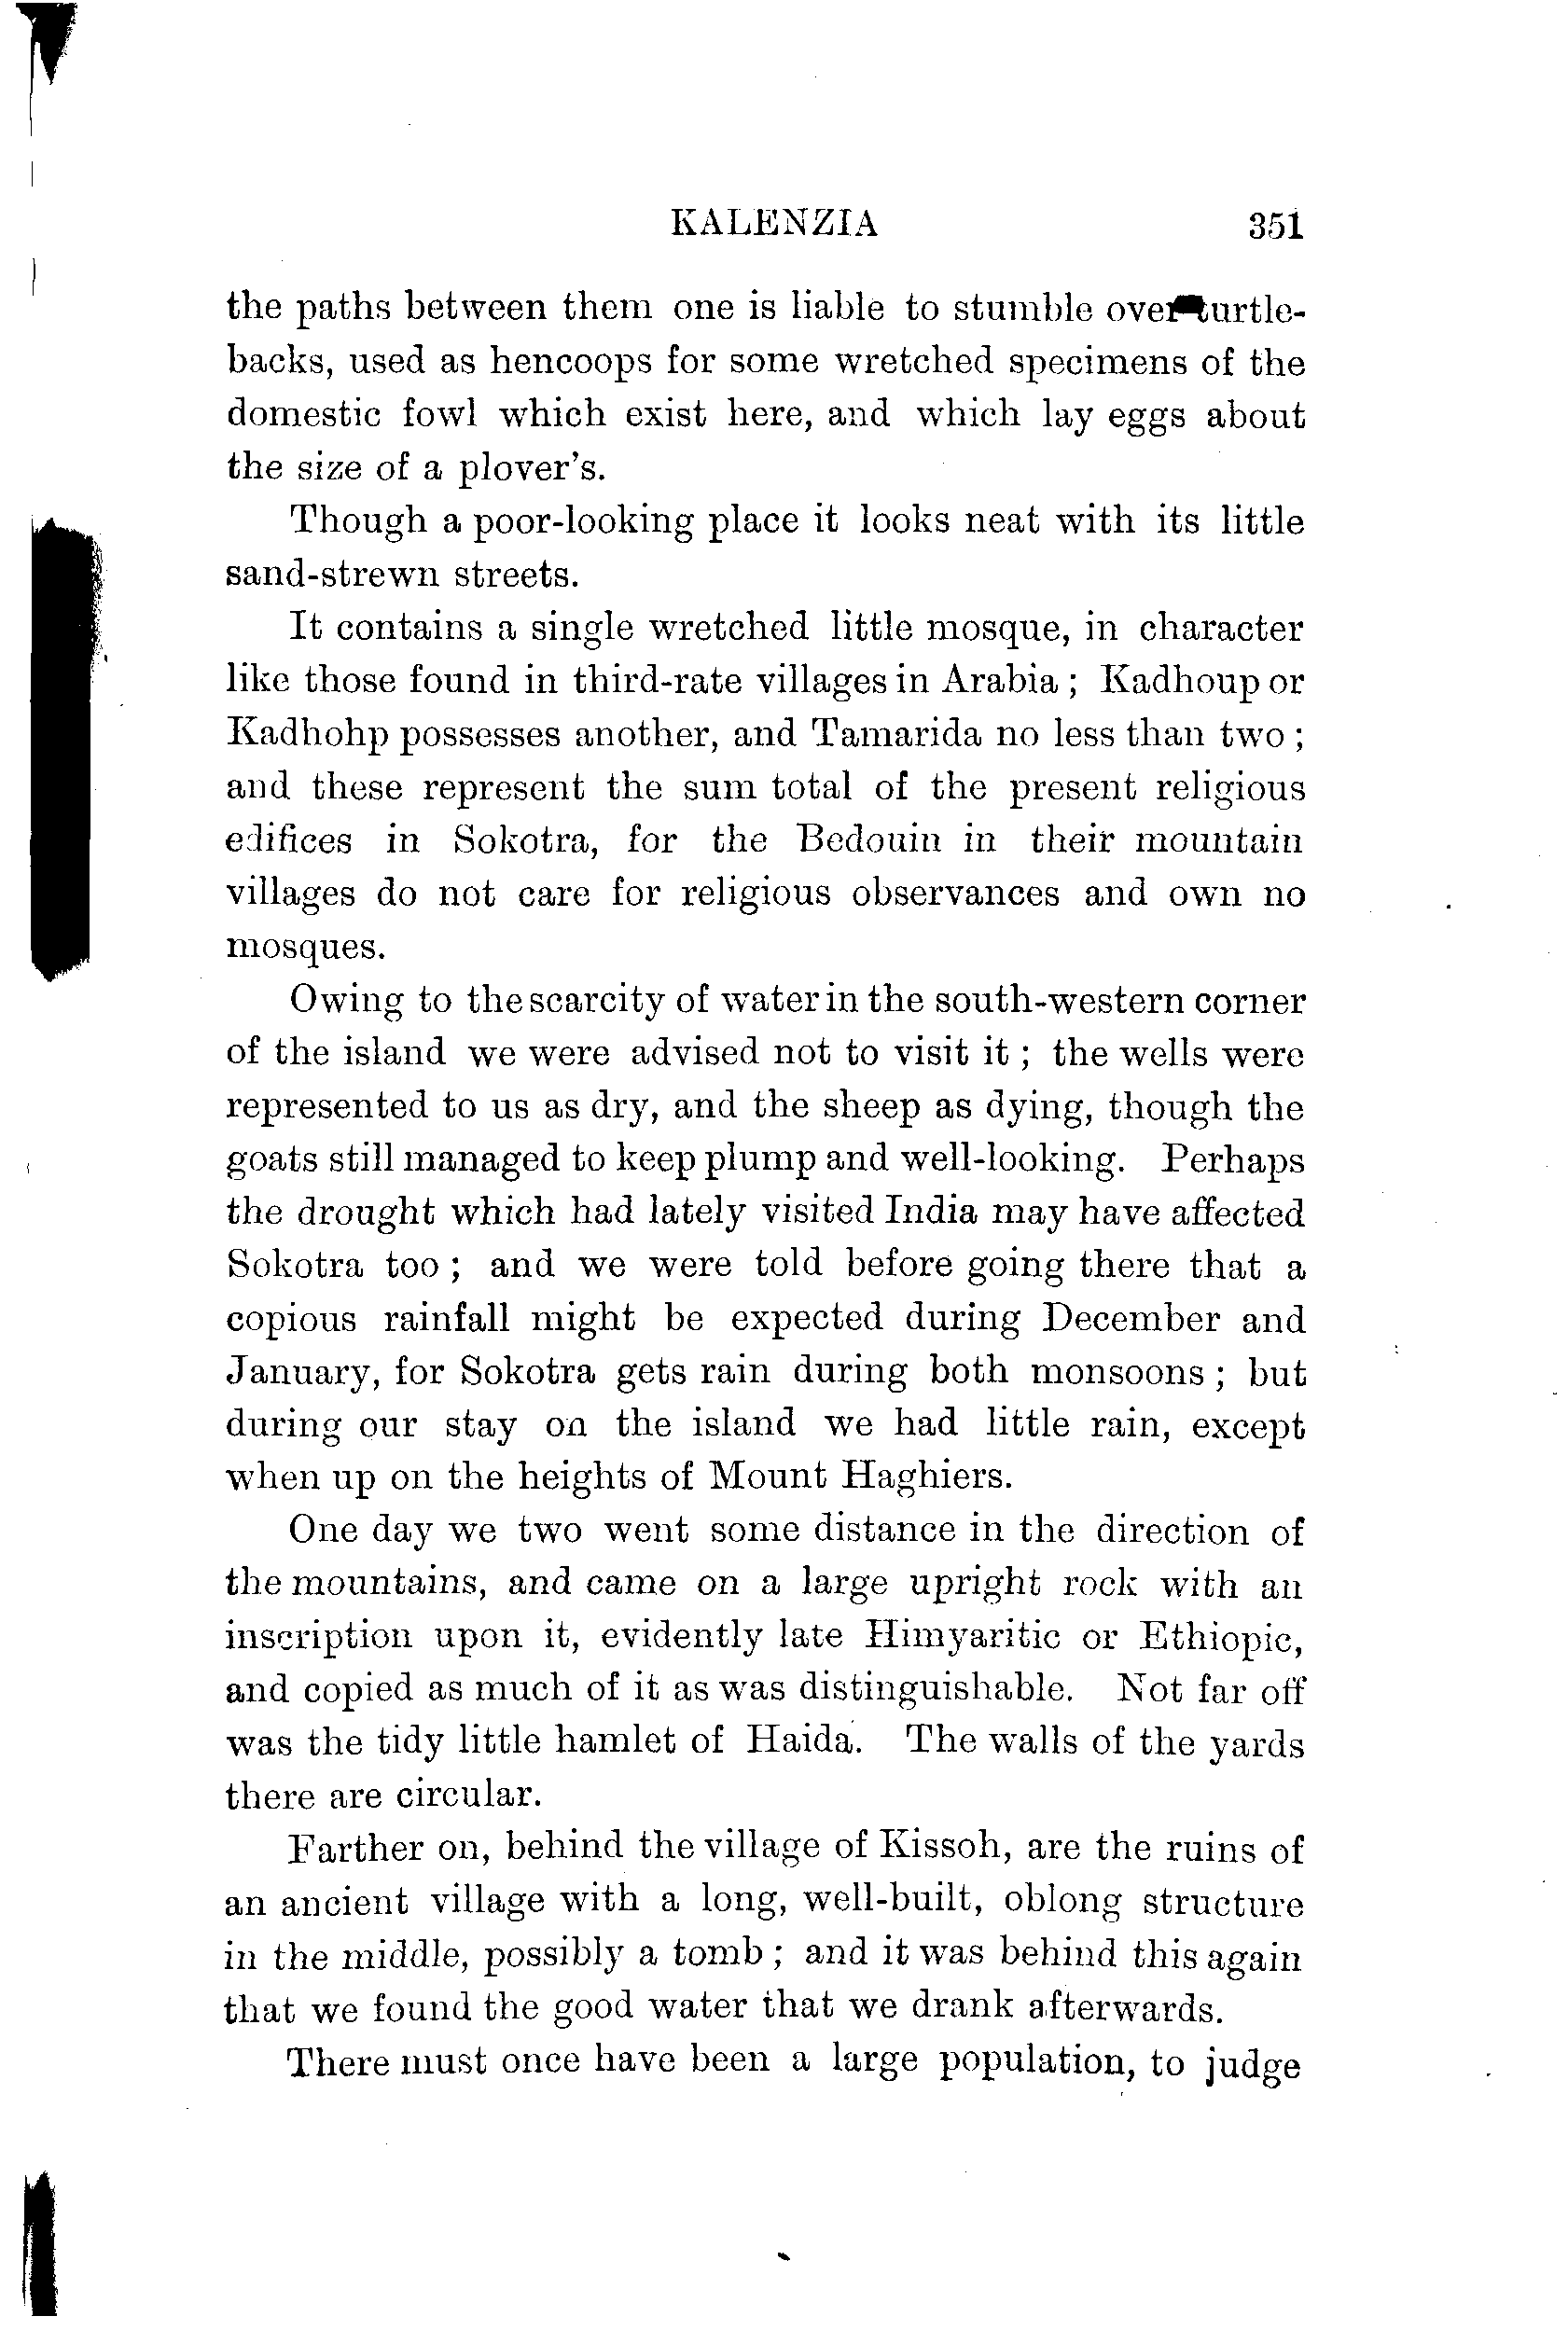 KALENZIA 351
the paths between them one is liable to stumble over turtle-
backs, used as hencoops for some wretched specimens of the
domestic fowl which exist here, and which lay eggs about
the size of a plover's.
Though a poor-looking place it looks neat with its little
sand-strewn streets.
It contains a single wretched little mosque, in character
like those found in third-rate villages in Arabia ; Kadhoup or
Kadhohp possesses another, and Tamarida no less than two ;
and these represent the sum total of the present religious
edifices in Sokotra, for the Bedouin in their mountain
villages do not care for religious observances and own no
mosques.
Owing to the scarcity of water in the south-western corner
of the island we were advised not to visit it ; the wells were
represented to us as dry, and the sheep as dying, though the
goats still managed to keep plump and well-looking. Perhaps
the drought which had lately visited India may have affected
Sokotra too ; and we were told before going there that a
copious rainfall might be expected during December and
January, for Sokotra gets rain during both monsoons ; but
during our stay on the island we had little rain, except
when up on the heights of Mount Haghiers.
One day we two went some distance in the direction of
the mountains, and came on a large upright rock with an
inscription upon it, evidently late Himyaritic or Ethiopic,
and copied as much of it as was distinguishable. Not far off
was the tidy little hamlet of Haida. The walls of the yards
there are circular.
Farther on, behind the village of Kissoh, are the ruins of
an ancient village with a long, well-built, oblong structure
in the middle, possibly a tomb ; and it was behind this again
that we found the good water that we drank afterwards.
There must once have been a large population, to judge